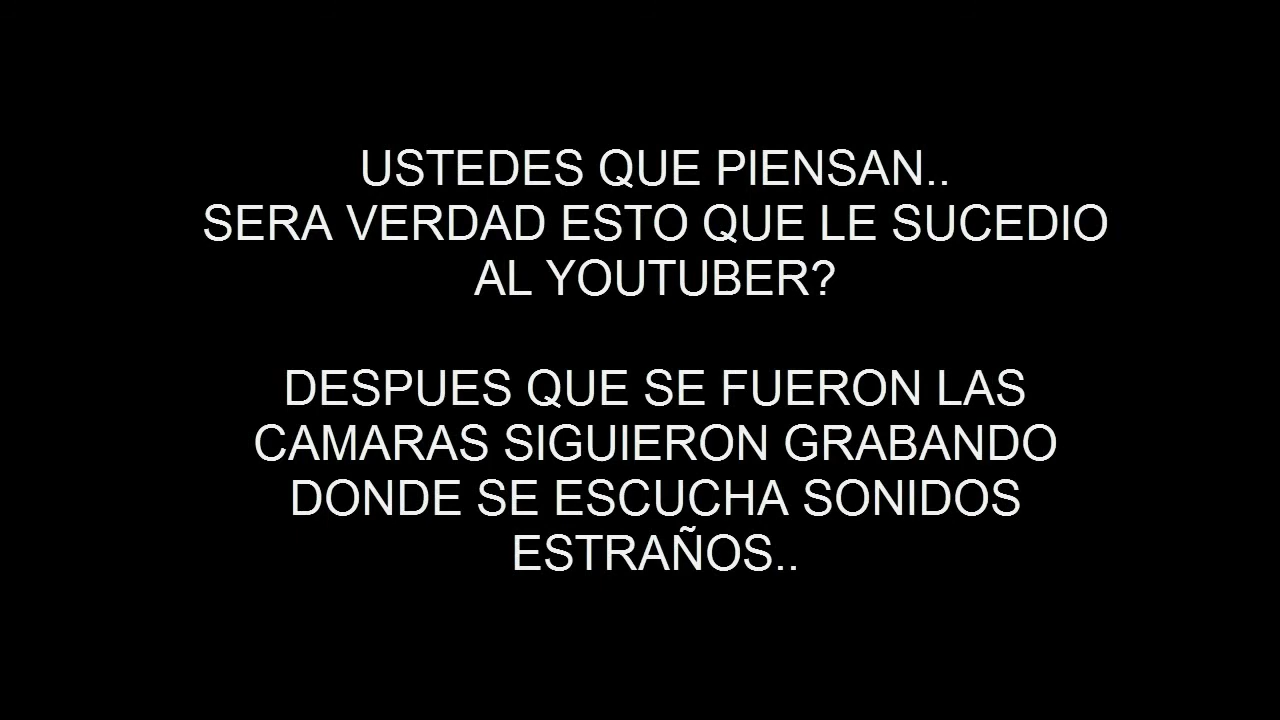 USTEDES QUE PIENSAN..
SERA VERDAD ESTO QUE LE SUCEDIO
AL YOUTUBER?
DESPUES QUE SE FUERON LAS
CAMARAS SIGUIERON GRABANDO
DONDE SE ESCUCHA SONIDOS
ESTRAÑOS..